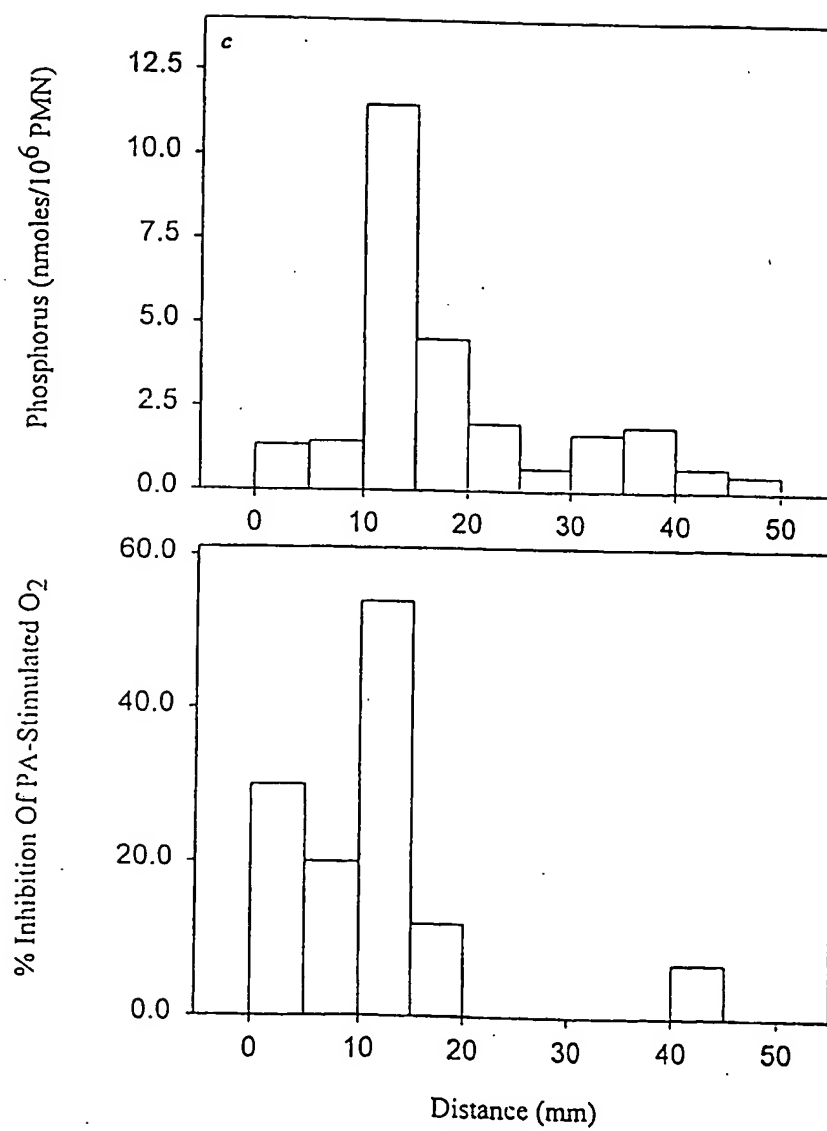 c
Phosphorus (nmoles/10⁶ PMN)
12.5
10.0
7.5
5.0
2.5
0.0
0 10 20 30 40 50
% Inhibition Of PA-Stimulated O₂
60.0
40.0
20.0
0.0
0 10 20 30 40 50
Distance (mm)